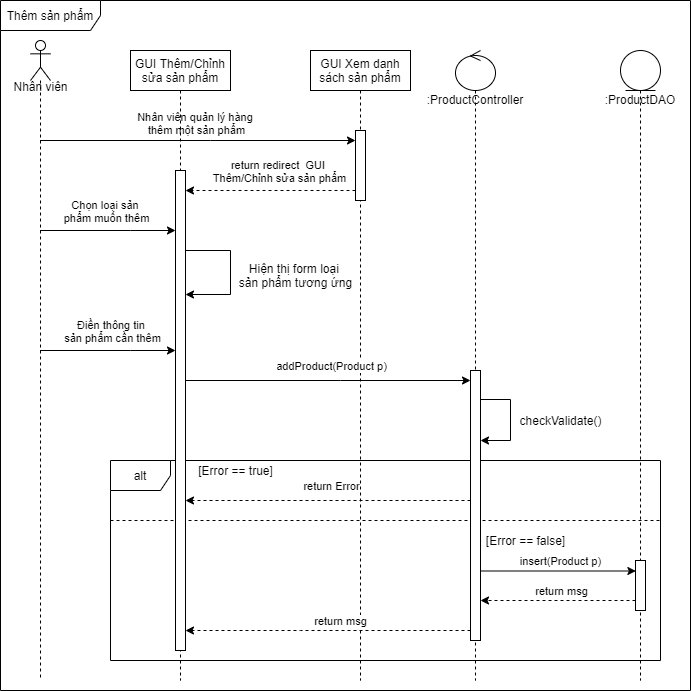 Thêm sản phẩm
Nhân viên
GUI Thêm/Chỉnh
sửa sản phẩm
GUI Xem danh
sách sản phẩm
:ProductController
:ProductDAO
Nhân viên quản lý hàng
thêm một sản phẩm
return redirect GUI
Thêm/Chỉnh sửa sản phẩm
Chọn loại sản
phẩm muốn thêm
Hiện thị form loại
sản phẩm tương ứng
Điền thông tin
sản phẩm cần thêm
addProduct(Product p)
checkValidate()
alt
[Error == true]
return Error
[Error == false]
insert(Product p)
return msg
return msg